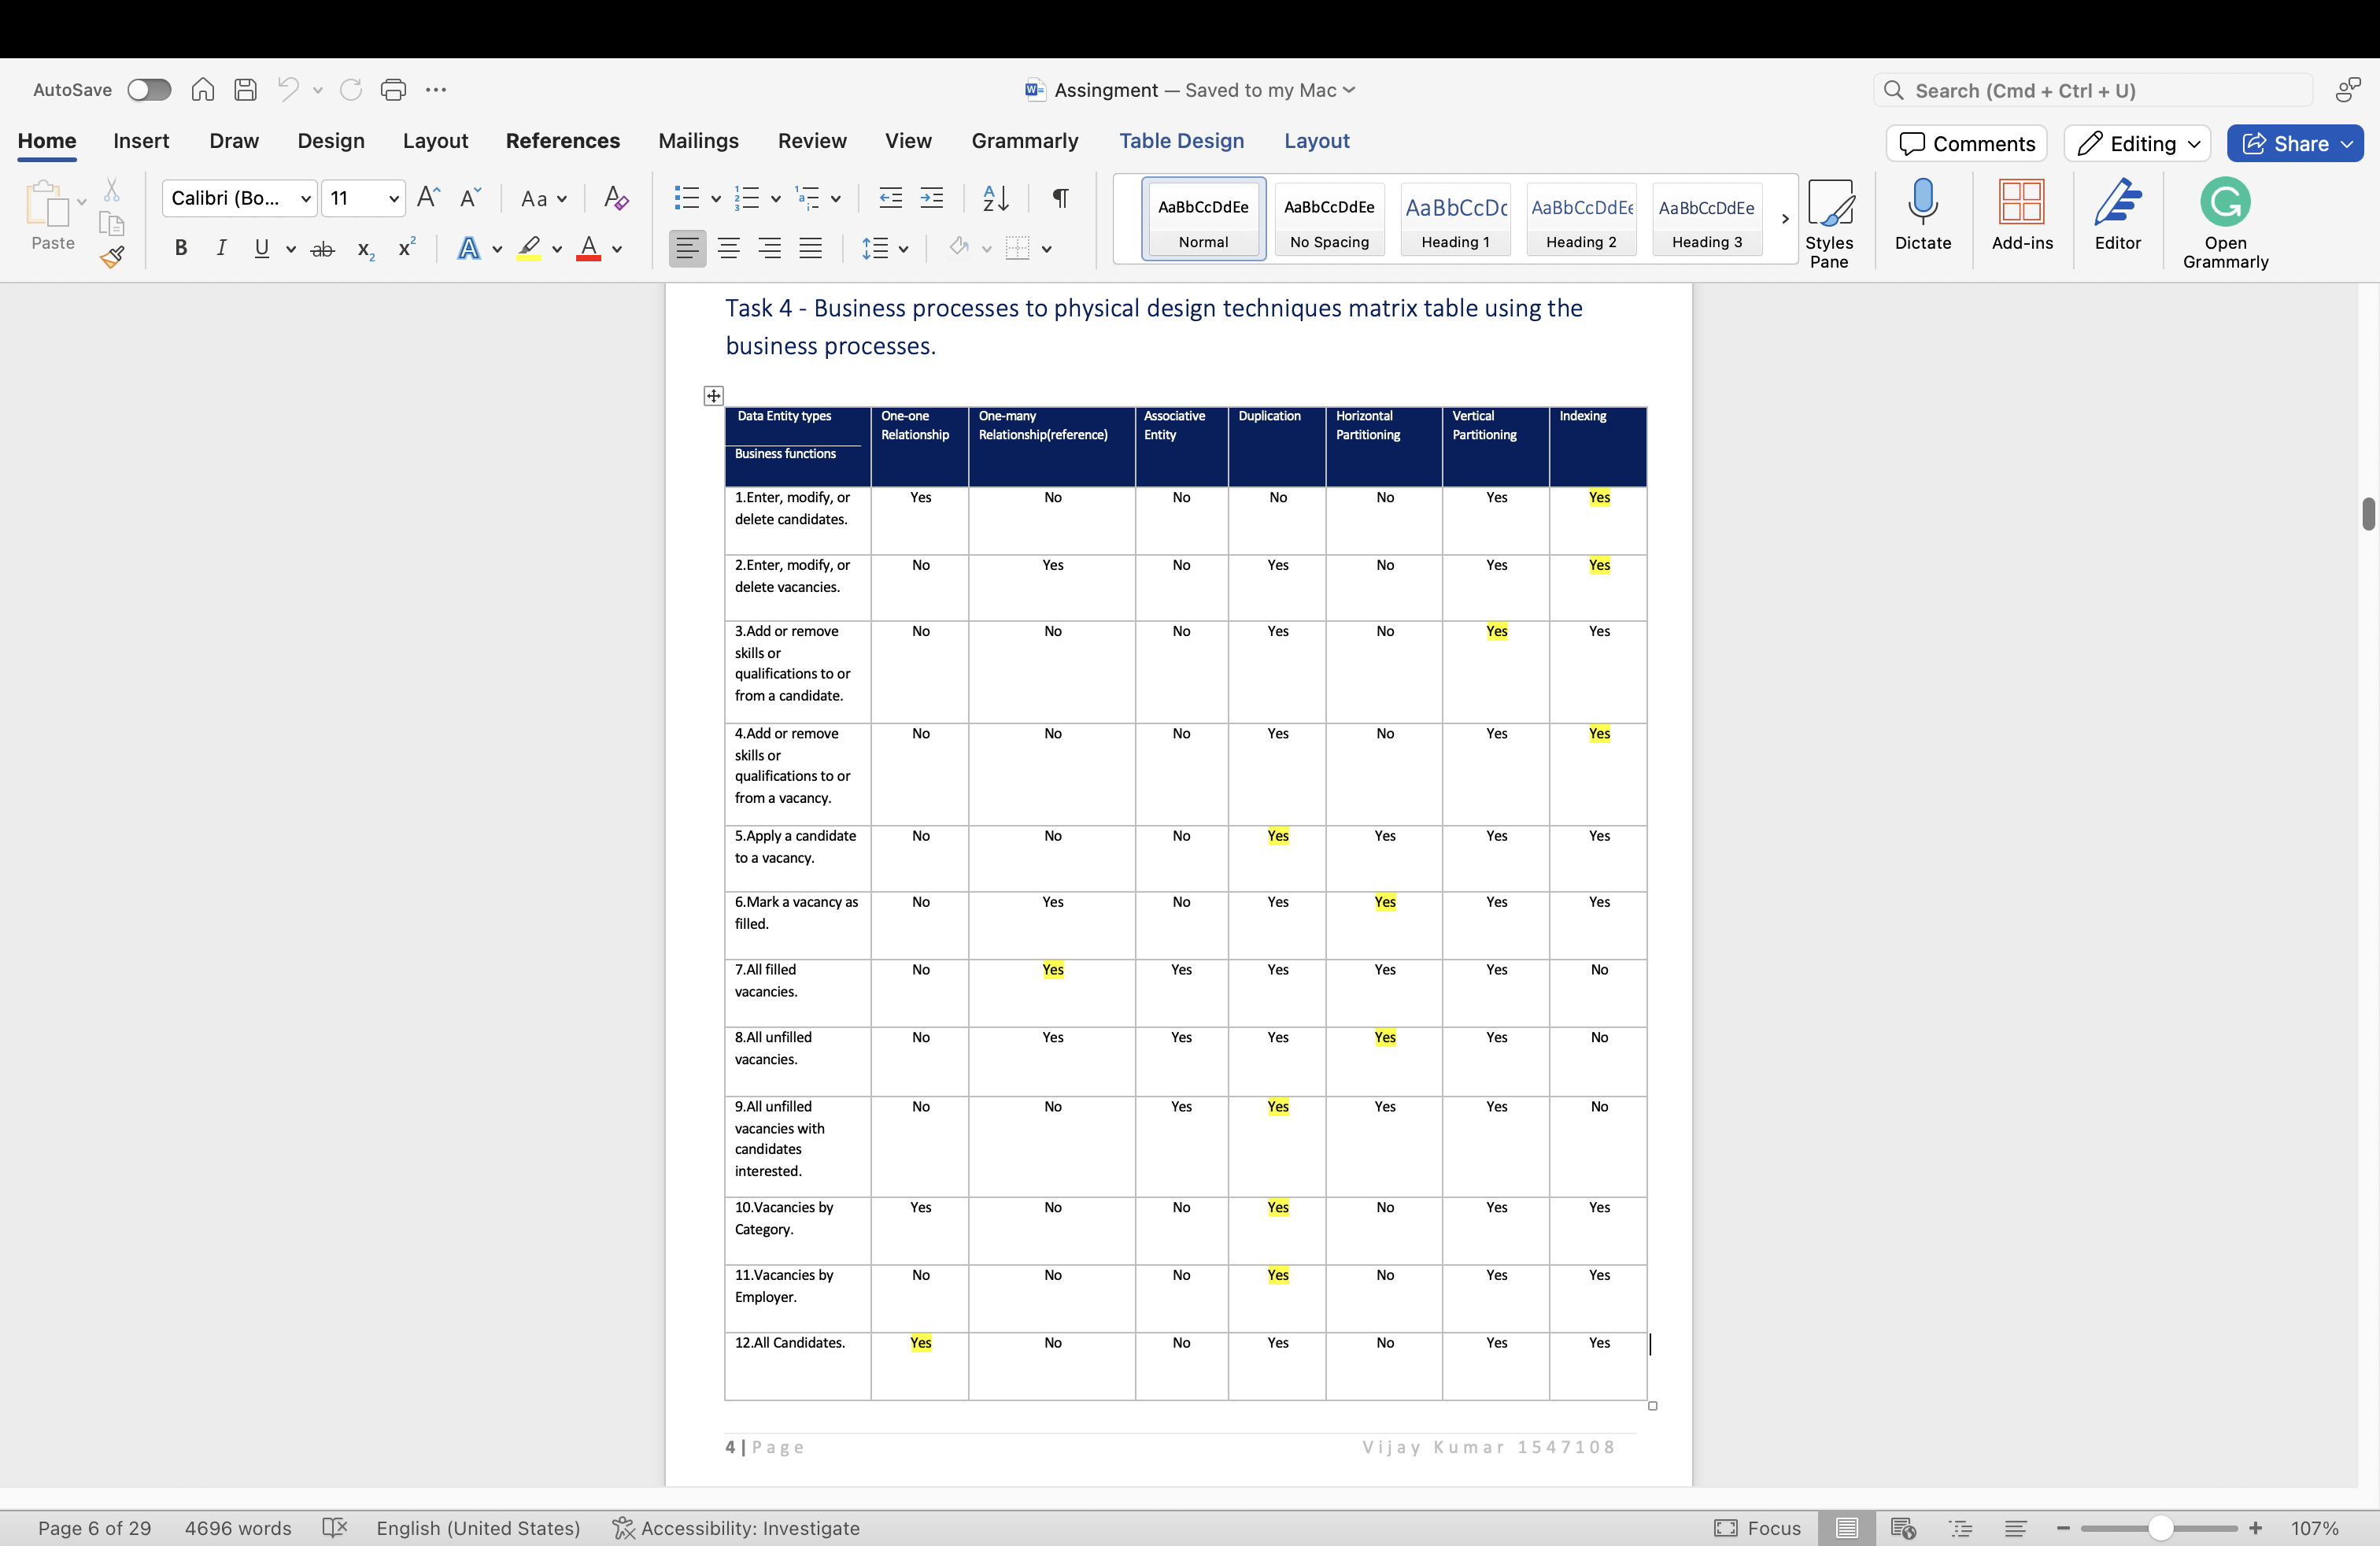 AutoSave
Assingment — Saved to my Mac
Search (Cmd + Ctrl + U)
Home Insert Draw Design Layout References Mailings Review View Grammarly Table Design Layout
Comments Editing Share
Paste
Calibri (Bo... 11
AaBbCcDdEe AaBbCcDdEe AaBbCcDc AaBbCcDdEe AaBbCcDdEe
Normal No Spacing Heading 1 Heading 2 Heading 3
Styles Pane
Dictate
Add-ins
Editor
Open Grammarly
Task 4 - Business processes to physical design techniques matrix table using the
business processes.
Data Entity types One-one One-many Associative Duplication Horizontal Vertical Indexing
Relationship Relationship(reference) Entity Partitioning Partitioning
Business functions
1.Enter, modify, or Yes No No No No Yes Yes
delete candidates.
2.Enter, modify, or No Yes No Yes No Yes Yes
delete vacancies.
3.Add or remove No No No Yes No Yes Yes
skills or
qualifications to or
from a candidate.
4.Add or remove No No No Yes No Yes Yes
skills or
qualifications to or
from a vacancy.
5.Apply a candidate No No No Yes Yes Yes Yes
to a vacancy.
6.Mark a vacancy as No Yes No Yes Yes Yes Yes
filled.
7.All filled No Yes Yes Yes Yes Yes No
vacancies.
8.All unfilled No Yes Yes Yes Yes Yes No
vacancies.
9.All unfilled No No Yes Yes Yes Yes No
vacancies with
candidates
interested.
10.Vacancies by Yes No No Yes No Yes Yes
Category.
11.Vacancies by No No No Yes No Yes Yes
Employer.
12.All Candidates. Yes No No Yes No Yes Yes
4 | Page Vijay Kumar 1547108
Page 6 of 29 4696 words English (United States) Accessibility: Investigate Focus 107%